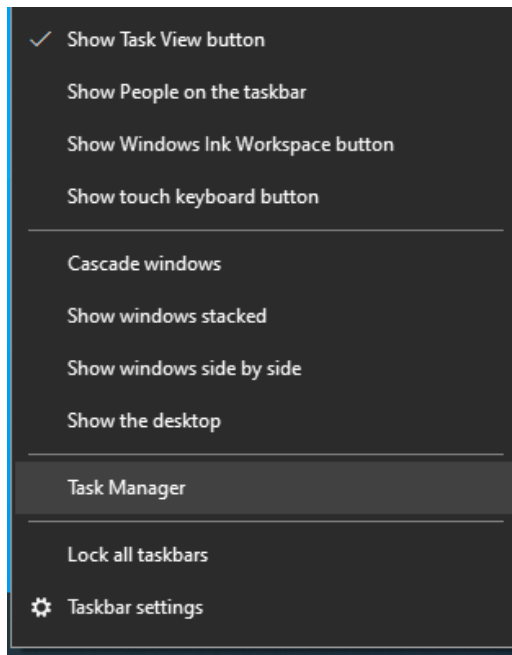 Show Task View button
Show People on the taskbar
Show Windows Ink Workspace button
Show touch keyboard button
Cascade windows
Show windows stacked
Show windows side by side
Show the desktop
Task Manager
Lock all taskbars
Taskbar settings